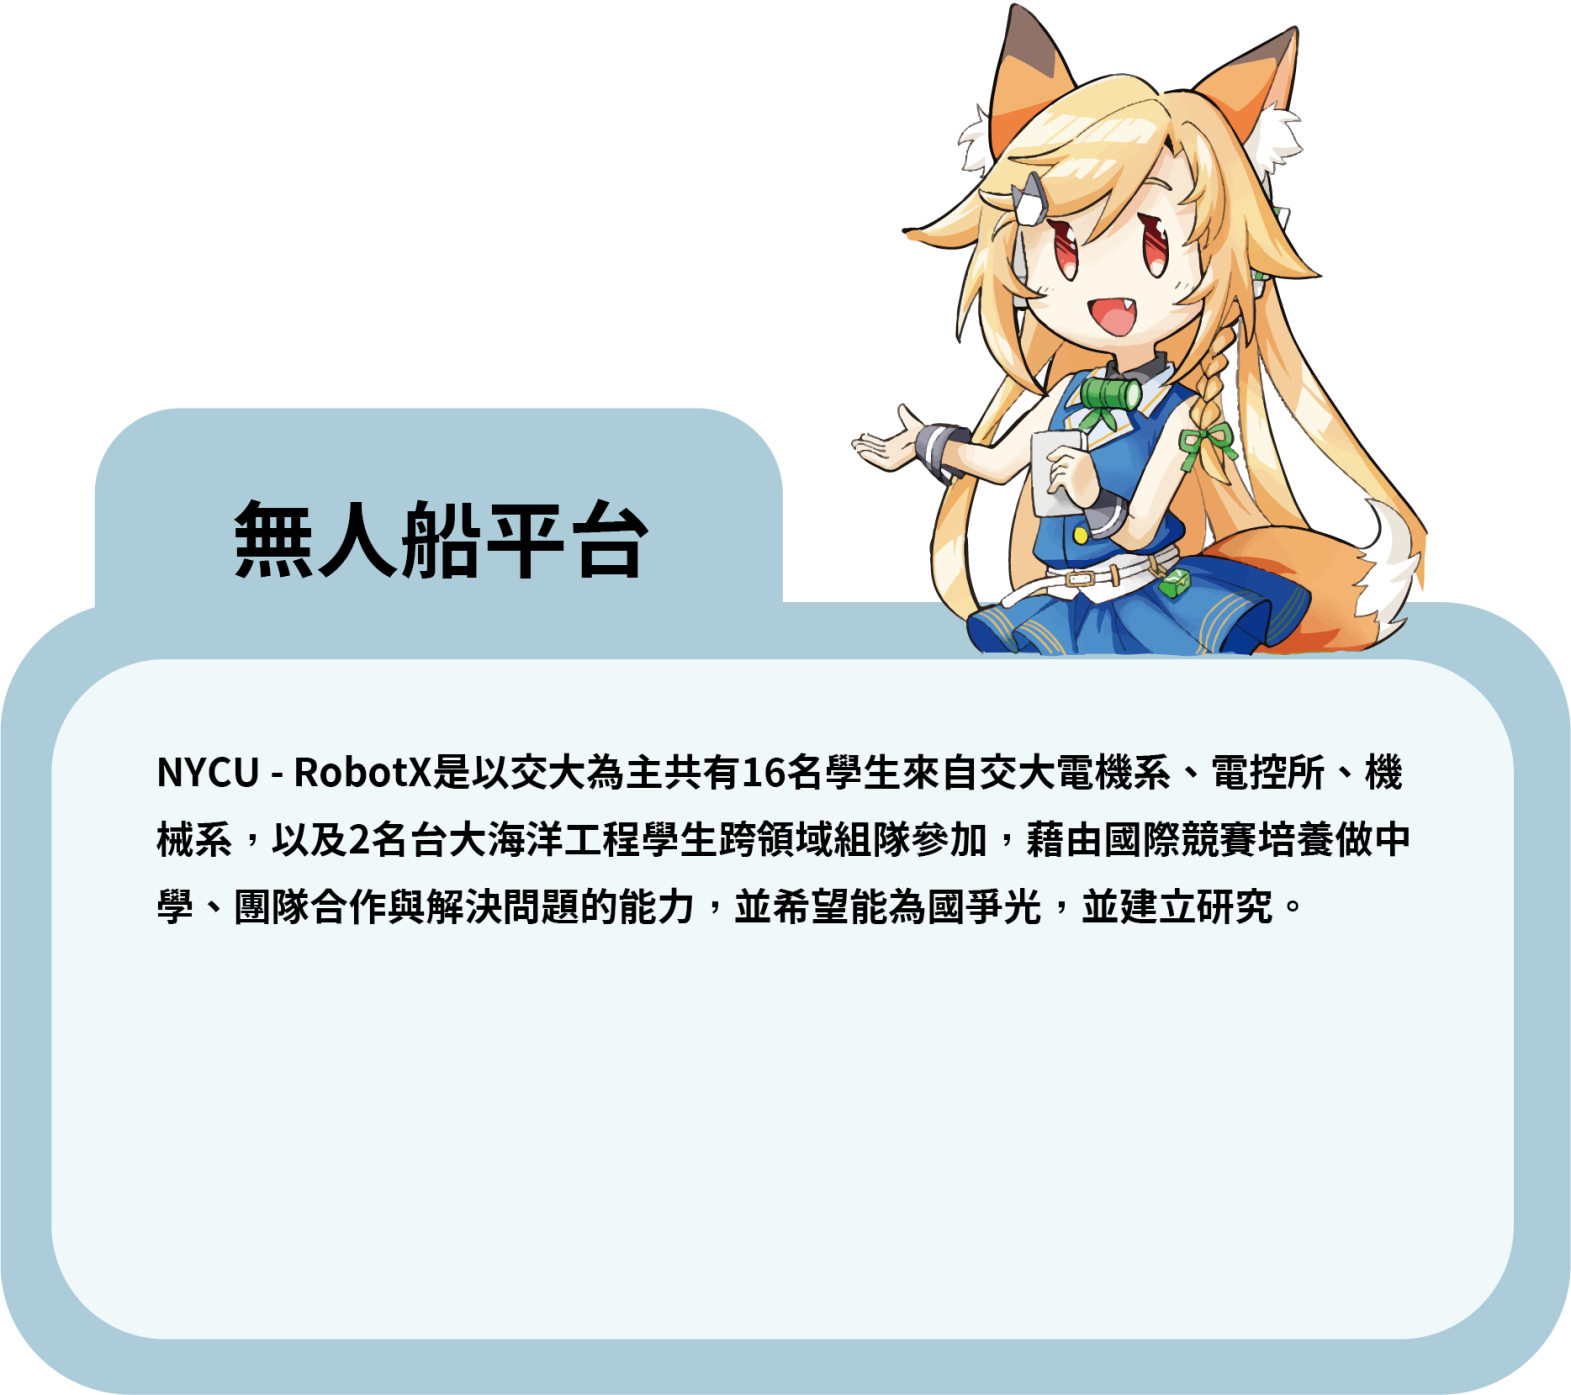 無人船平台
NYCU - RobotX是以交大為主共有16名學生來自交大電機系、電控所、機
械系，以及2名台大海洋工程學生跨領域組隊參加，藉由國際競賽培養做中
學、團隊合作與解決問題的能力，並希望能為國爭光，並建立研究。